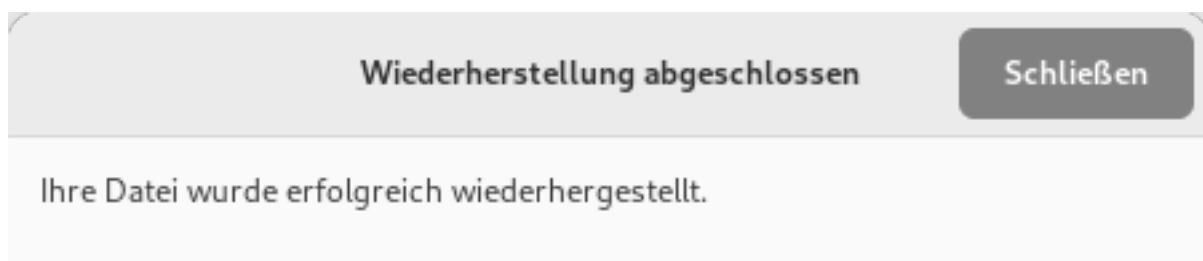 Wiederherstellung abgeschlossen
Schließen
Ihre Datei wurde erfolgreich wiederhergestellt.